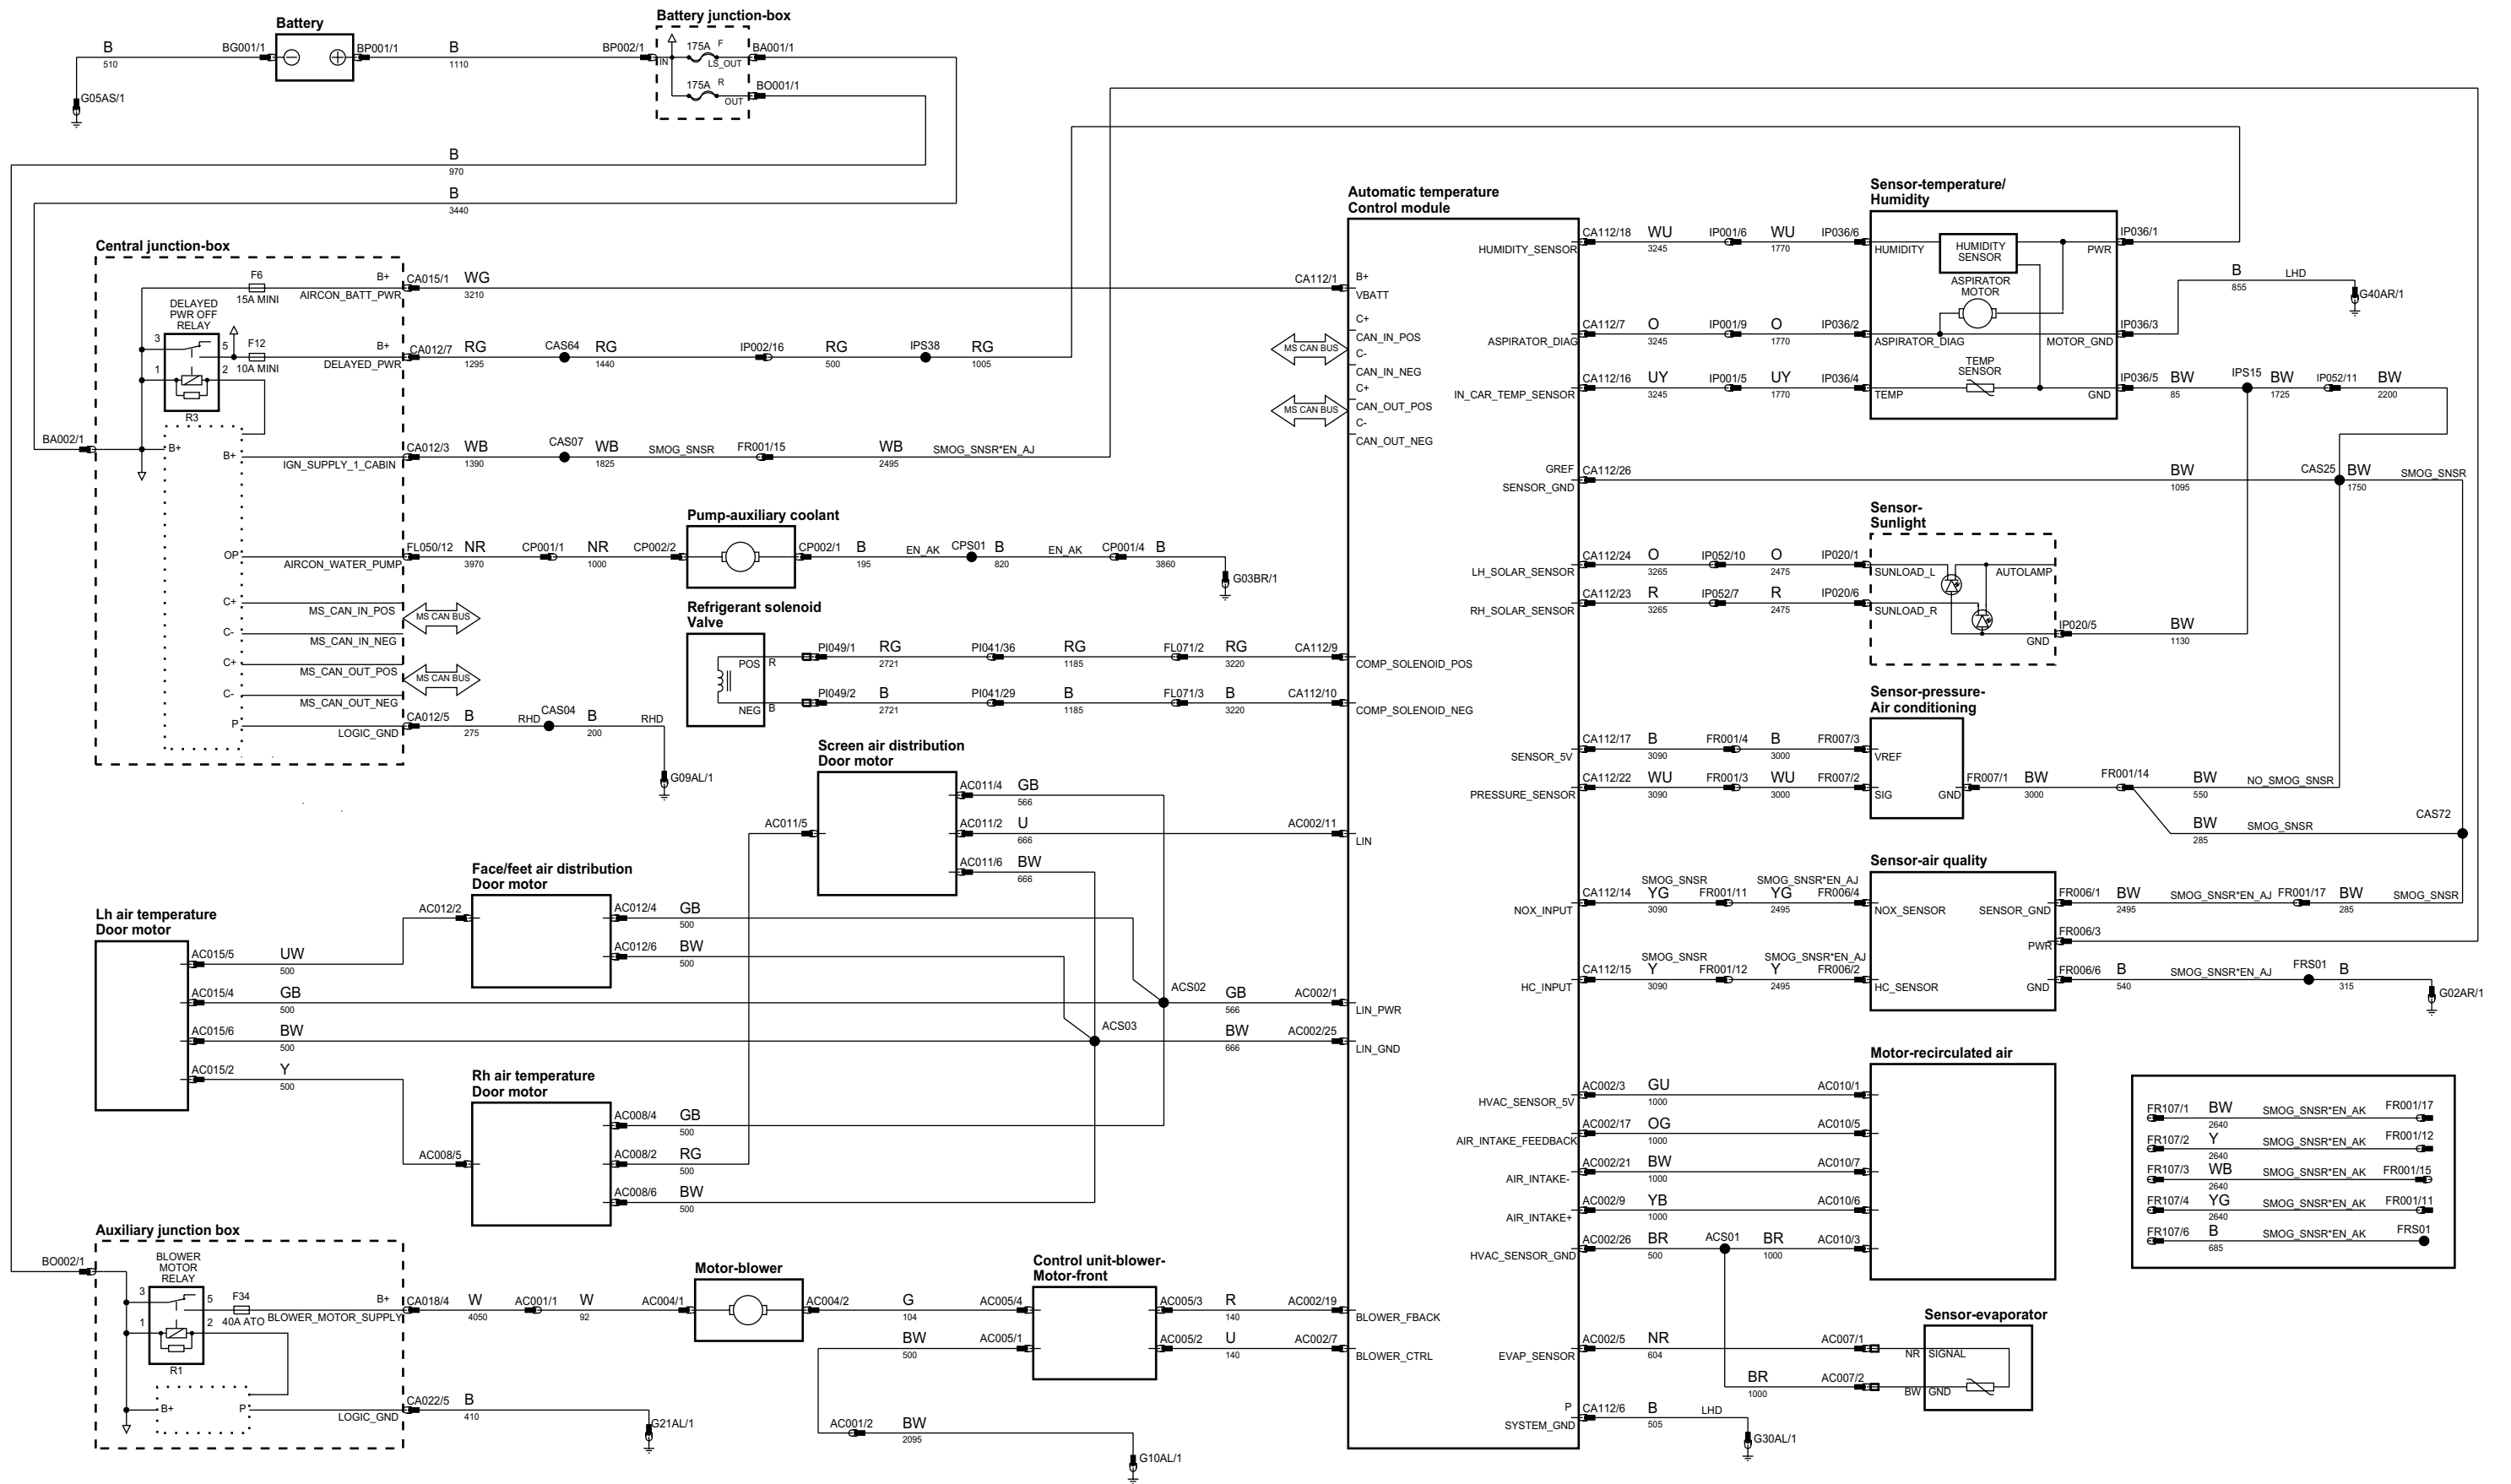 Battery
Battery junction-box
B
510
BG001/1
BP001/1
B
1110
BP002/1
IN
175A
F
LS_OUT
BA001/1
175A
R
OUT
BO001/1
G05AS/1
B
970
B
3440
Central junction-box
F6
15A MINI
B+
AIRCON_BATT_PWR
CA015/1
WG
3210
CA112/1
DELAYED
PWR OFF
RELAY
3
5
1
2
R3
F12
10A MINI
B+
DELAYED_PWR
CA012/7
RG
1295
CAS64
RG
1440
IP002/16
RG
500
IPS38
RG
1005
BA002/1
B+
B+
IGN_SUPPLY_1_CABIN
CA012/3
WB
1390
CAS07
WB
1825
SMOG_SNSR
FR001/15
WB
2495
SMOG_SNSR*EN_AJ
OP
AIRCON_WATER_PUMP
FL050/12
NR
3970
CP001/1
NR
1000
CP002/2
Pump-auxiliary coolant
CP002/1
B
195
EN_AK
CPS01
B
820
EN_AK
CP001/4
B
3860
G03BR/1
C+
MS_CAN_IN_POS
C-
MS_CAN_IN_NEG
MS CAN BUS
C+
MS_CAN_OUT_POS
C-
MS_CAN_OUT_NEG
MS CAN BUS
P
LOGIC_GND
CA012/5
B
275
RHD
CAS04
B
200
RHD
G09AL/1
Refrigerant solenoid
Valve
POS
R
NEG
B
PI049/1
RG
2721
PI041/36
RG
1185
FL071/2
RG
3220
CA112/9
PI049/2
B
2721
PI041/29
B
1185
FL071/3
B
3220
CA112/10
Screen air distribution
Door motor
AC011/5
AC011/4
GB
566
AC011/2
U
666
AC002/11
AC011/6
BW
666
Face/feet air distribution
Door motor
AC012/2
AC012/4
GB
500
AC012/6
BW
500
Lh air temperature
Door motor
AC015/5
UW
500
AC015/4
GB
500
AC015/6
BW
500
AC015/2
Y
500
ACS02
GB
566
AC002/1
ACS03
BW
666
AC002/25
Rh air temperature
Door motor
AC008/5
AC008/4
GB
500
AC008/2
RG
500
AC008/6
BW
500
Auxiliary junction box
BO002/1
BLOWER
MOTOR
RELAY
3
5
1
2
R1
F34
40A ATO
B+
BLOWER_MOTOR_SUPPLY
CA018/4
W
4050
AC001/1
W
92
AC004/1
Motor-blower
AC004/2
G
104
AC005/4
BW
500
AC005/1
Control unit-blower-
Motor-front
AC005/3
R
140
AC002/19
AC005/2
U
140
AC002/7
B+
P
LOGIC_GND
CA022/5
B
410
G21AL/1
AC001/2
BW
2095
G10AL/1
Automatic temperature
Control module
B+
VBATT
C+
CAN_IN_POS
C-
CAN_IN_NEG
C+
CAN_OUT_POS
C-
CAN_OUT_NEG
MS CAN BUS
MS CAN BUS
COMP_SOLENOID_POS
COMP_SOLENOID_NEG
LIN
LIN_PWR
LIN_GND
BLOWER_FBACK
BLOWER_CTRL
HUMIDITY_SENSOR
CA112/18
WU
3245
IP001/6
WU
1770
IP036/6
ASPIRATOR_DIAG
CA112/7
O
3245
IP001/9
O
1770
IP036/2
IN_CAR_TEMP_SENSOR
CA112/16
UY
3245
IP001/5
UY
1770
IP036/4
Sensor-temperature/
Humidity
HUMIDITY
HUMIDITY
SENSOR
PWR
ASPIRATOR
MOTOR
ASPIRATOR_DIAG
MOTOR_GND
TEMP
SENSOR
TEMP
GND
IP036/1
IP036/3
B
855
LHD
G40AR/1
IP036/5
BW
85
IPS15
BW
1725
IP052/11
BW
2200
GREF
SENSOR_GND
CA112/26
BW
1095
CAS25
BW
1750
SMOG_SNSR
Sensor-
Sunlight
LH_SOLAR_SENSOR
CA112/24
O
3265
IP052/10
O
2475
IP020/1
SUNLOAD_L
AUTOLAMP
RH_SOLAR_SENSOR
CA112/23
R
3265
IP052/7
R
2475
IP020/6
SUNLOAD_R
GND
IP020/5
BW
1130
Sensor-pressure-
Air conditioning
SENSOR_5V
CA112/17
B
3090
FR001/4
B
3000
FR007/3
VREF
PRESSURE_SENSOR
CA112/22
WU
3090
FR001/3
WU
3000
FR007/2
SIG
GND
FR007/1
BW
3000
FR001/14
BW
550
NO_SMOG_SNSR
BW
285
SMOG_SNSR
CAS72
Sensor-air quality
NOX_INPUT
CA112/14
SMOG_SNSR
YG
3090
FR001/11
SMOG_SNSR*EN_AJ
YG
2495
FR006/4
NOX_SENSOR
SENSOR_GND
FR006/1
BW
2495
SMOG_SNSR*EN_AJ
FR001/17
BW
285
SMOG_SNSR
PWR
FR006/3
HC_INPUT
CA112/15
SMOG_SNSR
Y
3090
FR001/12
SMOG_SNSR*EN_AJ
Y
2495
FR006/2
HC_SENSOR
GND
FR006/6
B
540
SMOG_SNSR*EN_AJ
FRS01
B
315
G02AR/1
Motor-recirculated air
HVAC_SENSOR_5V
AC002/3
GU
1000
AC010/1
AIR_INTAKE_FEEDBACK
AC002/17
OG
1000
AC010/5
AIR_INTAKE-
AC002/21
BW
1000
AC010/7
AIR_INTAKE+
AC002/9
YB
1000
AC010/6
HVAC_SENSOR_GND
AC002/26
BR
500
ACS01
BR
1000
AC010/3
Sensor-evaporator
EVAP_SENSOR
AC002/5
NR
604
AC007/1
NR
SIGNAL
BR
1000
AC007/2
BW
GND
P
SYSTEM_GND
CA112/6
B
505
LHD
G30AL/1
FR107/1
BW
2640
SMOG_SNSR*EN_AK
FR001/17
FR107/2
Y
2640
SMOG_SNSR*EN_AK
FR001/12
FR107/3
WB
2640
SMOG_SNSR*EN_AK
FR001/15
FR107/4
YG
2640
SMOG_SNSR*EN_AK
FR001/11
FR107/6
B
685
SMOG_SNSR*EN_AK
FRS01